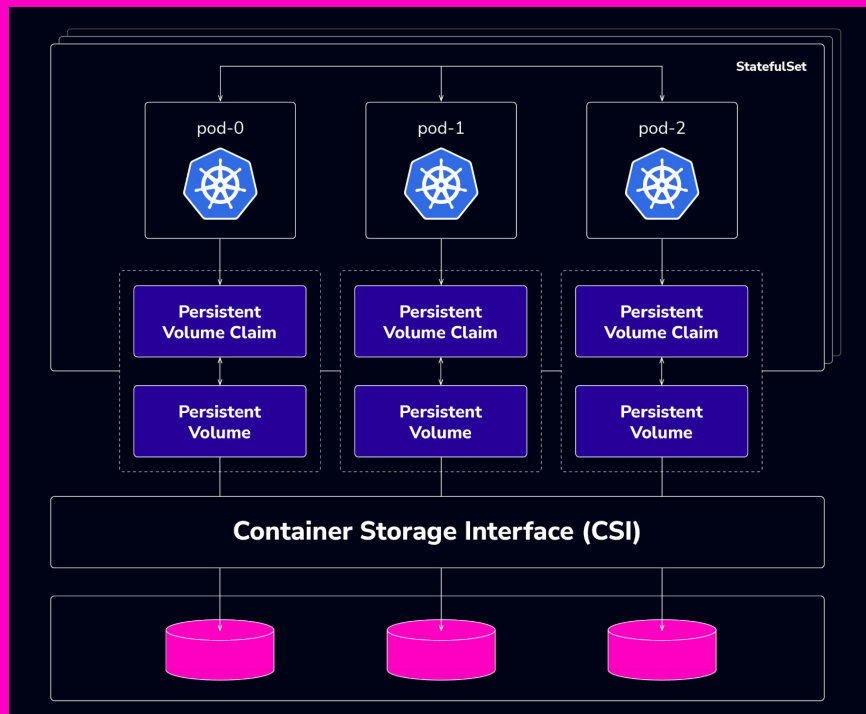 StatefulSet
pod-0
pod-1
pod-2
Persistent
Volume Claim
Persistent
Volume Claim
Persistent
Volume Claim
Persistent
Volume
Persistent
Volume
Persistent
Volume
Container Storage Interface (CSI)